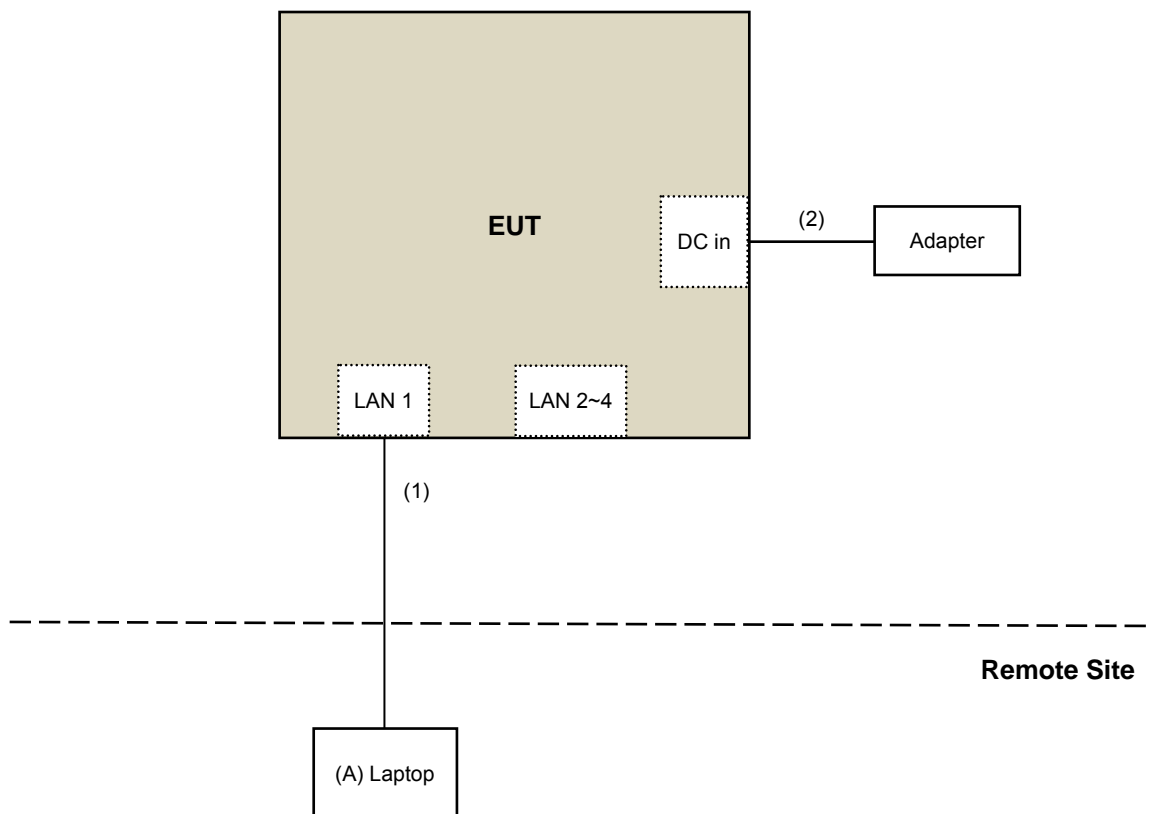 EUT
(2)
DC in
Adapter
LAN 1
LAN 2~4
(1)
Remote Site
(A) Laptop